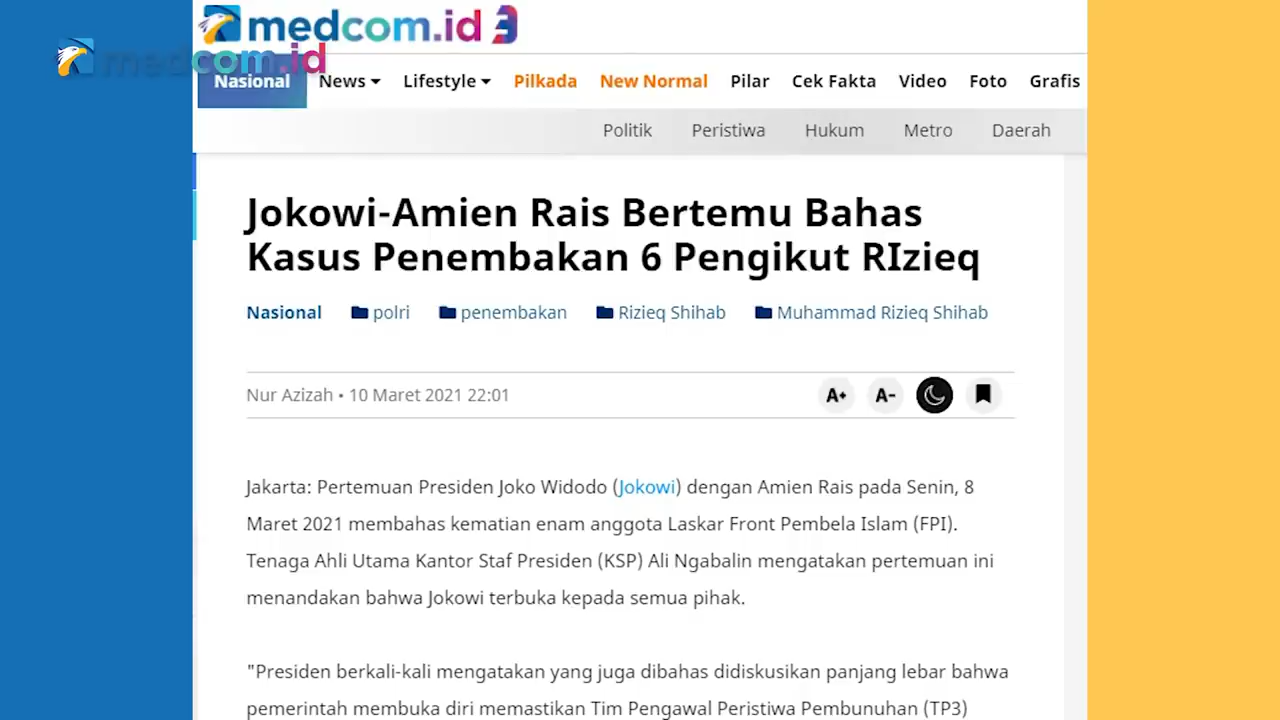 medcom.id 3
medcom.id
Nasional News Lifestyle Pilkada New Normal Pilar Cek Fakta Video Foto Grafis
Politik Peristiwa Hukum Metro Daerah
Jokowi-Amien Rais Bertemu Bahas
Kasus Penembakan 6 Pengikut RIzieq
Nasional polri penembakan Rizieq Shihab Muhammad Rizieq Shihab
Nur Azizah • 10 Maret 2021 22:01 A+ A-
Jakarta: Pertemuan Presiden Joko Widodo (Jokowi) dengan Amien Rais pada Senin, 8
Maret 2021 membahas kematian enam anggota Laskar Front Pembela Islam (FPI).
Tenaga Ahli Utama Kantor Staf Presiden (KSP) Ali Ngabalin mengatakan pertemuan ini
menandakan bahwa Jokowi terbuka kepada semua pihak.
"Presiden berkali-kali mengatakan yang juga dibahas didiskusikan panjang lebar bahwa
pemerintah membuka diri memastikan Tim Pengawal Peristiwa Pembunuhan (TP3)